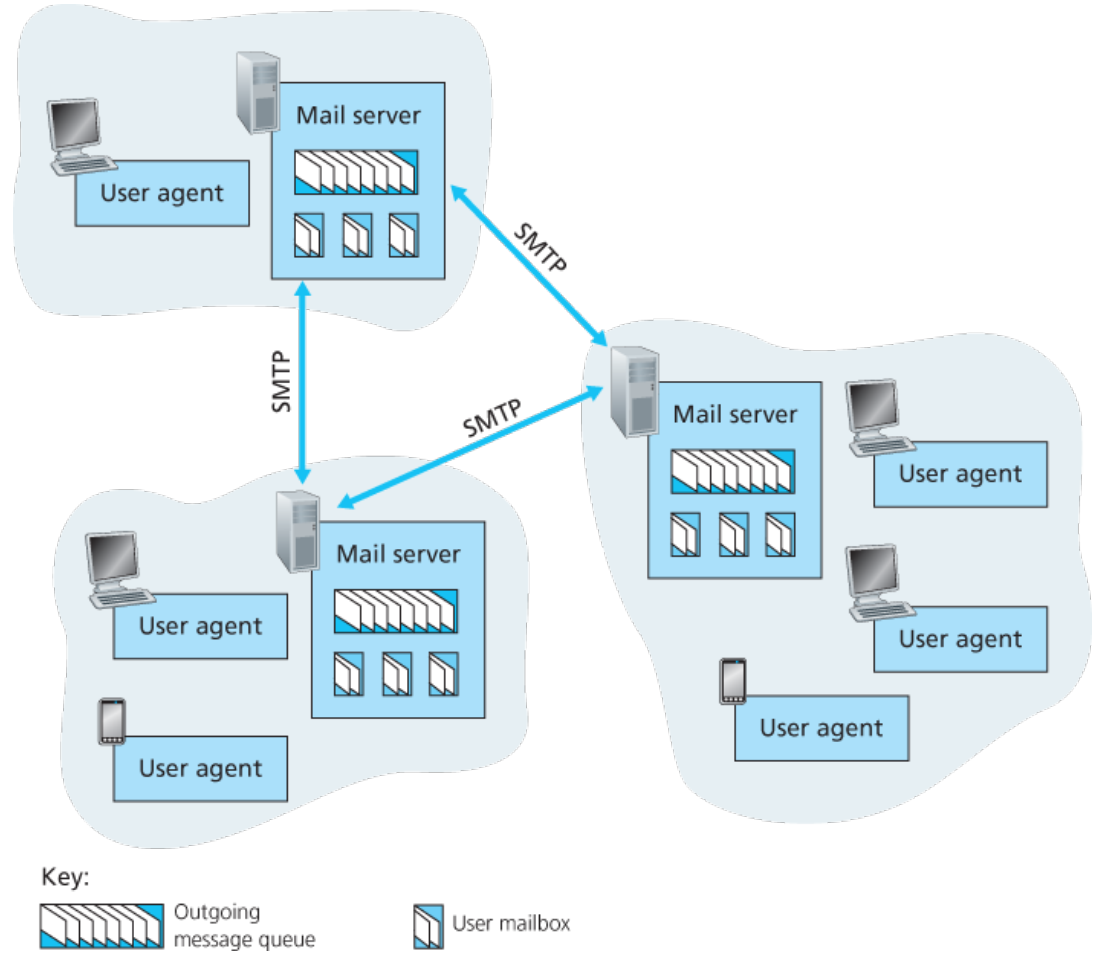 Mail server
User agent
SMTP
SMTP
SMTP
Mail server
User agent
User agent
User agent
Mail server
User agent
User agent
Key:
Outgoing
message queue
User mailbox